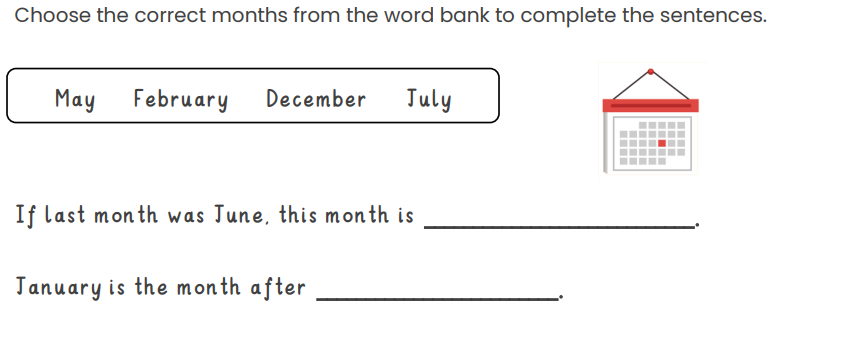 Choose the correct months from the word bank to complete the sentences.
May February December July
If last month was June, this month is ____________________.
January is the month after ____________________.